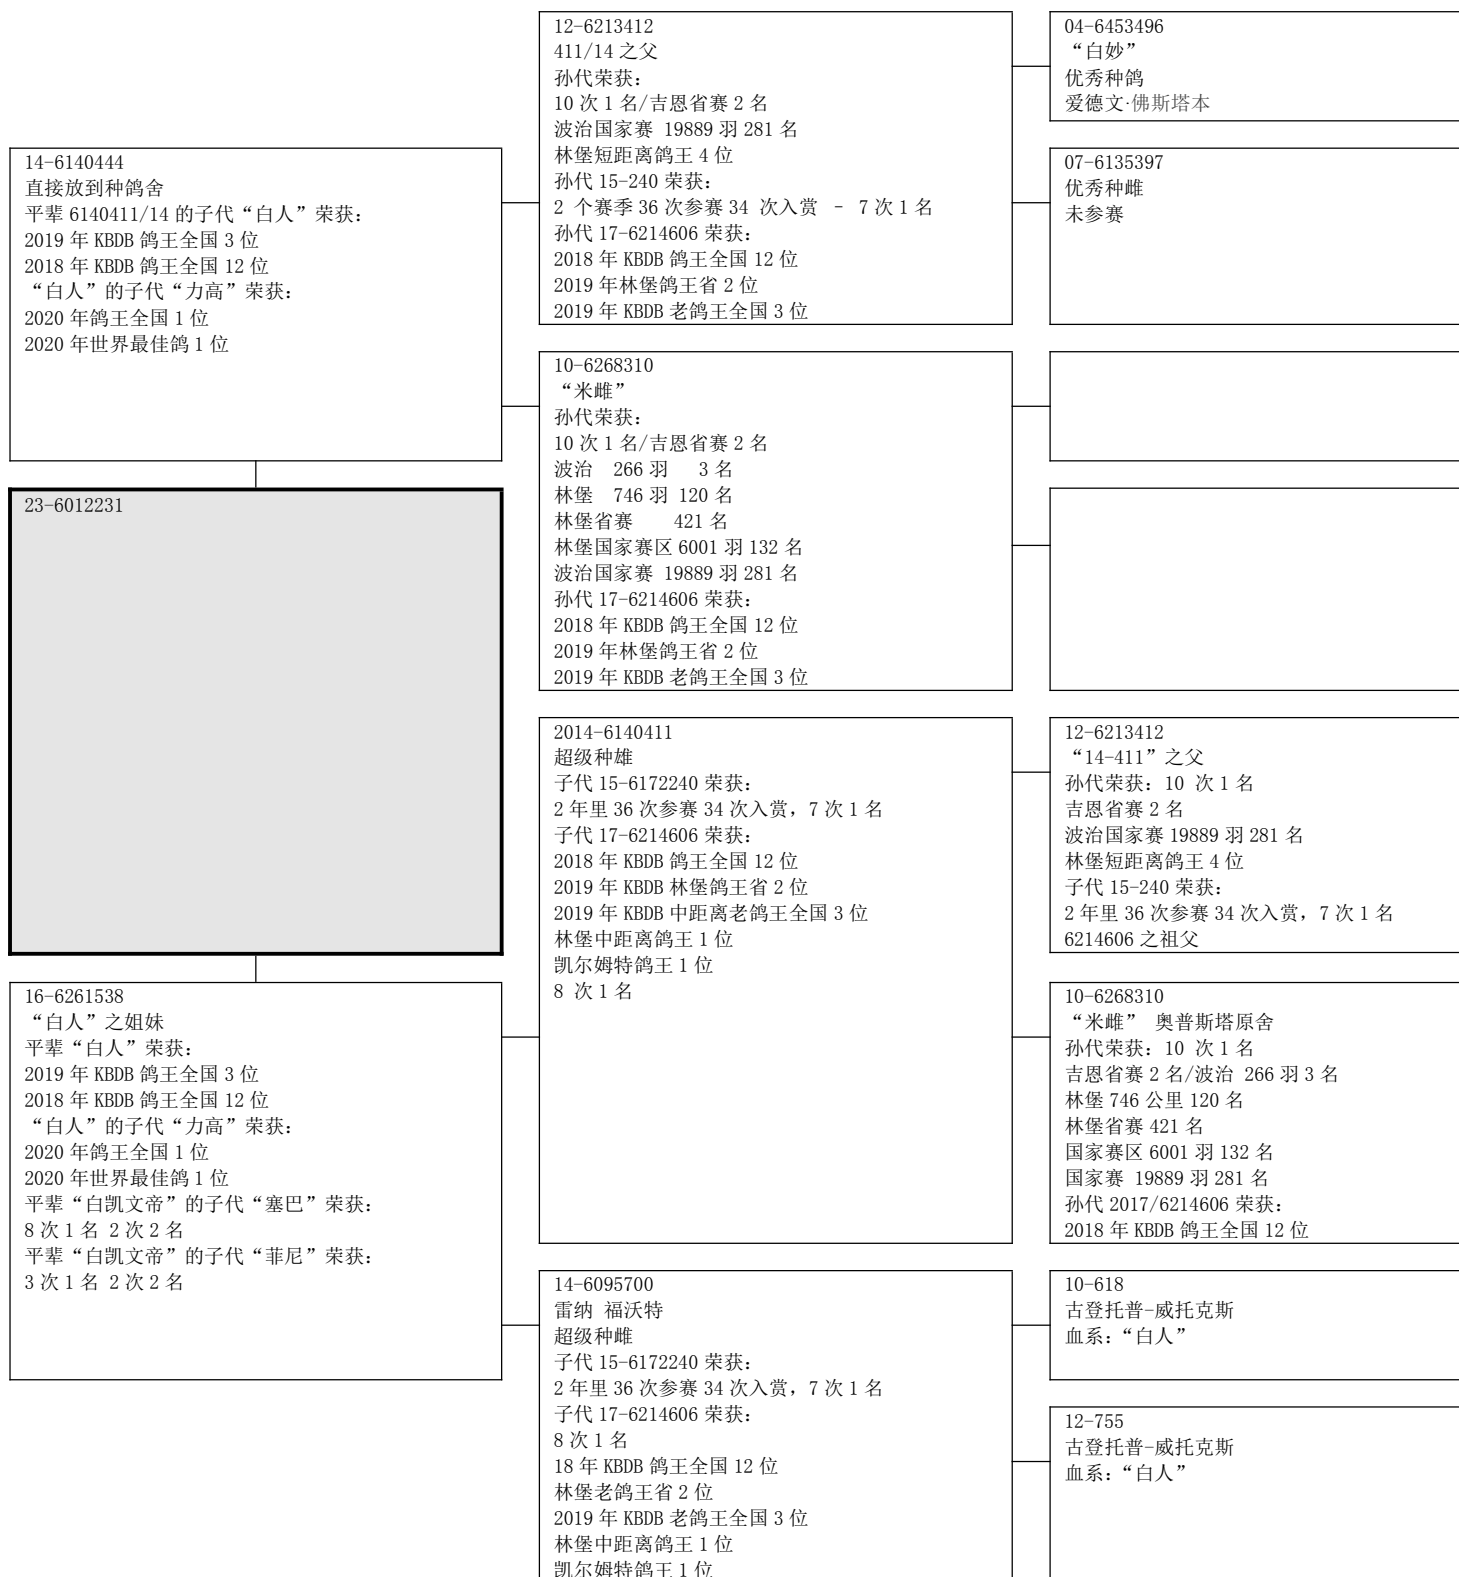 14-6140444
直接放到种鸽舍
平辈 6140411/14 的子代“白人”荣获：
2019 年 KBDB 鸽王全国 3 位
2018 年 KBDB 鸽王全国 12 位
“白人”的子代“力高”荣获：
2020 年鸽王全国 1 位
2020 年世界最佳鸽 1 位
23-6012231
16-6261538
“白人”之姐妹
平辈“白人”荣获：
2019 年 KBDB 鸽王全国 3 位
2018 年 KBDB 鸽王全国 12 位
“白人”的子代“力高”荣获：
2020 年鸽王全国 1 位
2020 年世界最佳鸽 1 位
平辈“白凯文帝”的子代“塞巴”荣获：
8 次 1 名 2 次 2 名
平辈“白凯文帝”的子代“菲尼”荣获：
3 次 1 名 2 次 2 名
12-6213412
411/14 之父
孙代荣获：
10 次 1 名/吉恩省赛 2 名
波治国家赛 19889 羽 281 名
林堡短距离鸽王 4 位
孙代 15-240 荣获：
2 个赛季 36 次参赛 34 次入赏 – 7 次 1 名
孙代 17-6214606 荣获：
2018 年 KBDB 鸽王全国 12 位
2019 年林堡鸽王省 2 位
2019 年 KBDB 老鸽王全国 3 位
10-6268310
“米雌”
孙代荣获：
10 次 1 名/吉恩省赛 2 名
波治 266 羽 3 名
林堡 746 羽 120 名
林堡省赛 421 名
林堡国家赛区 6001 羽 132 名
波治国家赛 19889 羽 281 名
孙代 17-6214606 荣获：
2018 年 KBDB 鸽王全国 12 位
2019 年林堡鸽王省 2 位
2019 年 KBDB 老鸽王全国 3 位
2014-6140411
超级种雄
子代 15-6172240 荣获：
2 年里 36 次参赛 34 次入赏，7 次 1 名
子代 17-6214606 荣获：
2018 年 KBDB 鸽王全国 12 位
2019 年 KBDB 林堡鸽王省 2 位
2019 年 KBDB 中距离老鸽王全国 3 位
林堡中距离鸽王 1 位
凯尔姆特鸽王 1 位
8 次 1 名
14-6095700
雷纳 福沃特
超级种雌
子代 15-6172240 荣获：
2 年里 36 次参赛 34 次入赏，7 次 1 名
子代 17-6214606 荣获：
8 次 1 名
18 年 KBDB 鸽王全国 12 位
林堡老鸽王省 2 位
2019 年 KBDB 老鸽王全国 3 位
林堡中距离鸽王 1 位
凯尔姆特鸽王 1 位
04-6453496
“白妙”
优秀种鸽
爱德文·佛斯塔本
07-6135397
优秀种雌
未参赛
12-6213412
“14-411”之父
孙代荣获：10 次 1 名
吉恩省赛 2 名
波治国家赛 19889 羽 281 名
林堡短距离鸽王 4 位
子代 15-240 荣获：
2 年里 36 次参赛 34 次入赏，7 次 1 名
6214606 之祖父
10-6268310
“米雌” 奥普斯塔原舍
孙代荣获：10 次 1 名
吉恩省赛 2 名/波治 266 羽 3 名
林堡 746 公里 120 名
林堡省赛 421 名
国家赛区 6001 羽 132 名
国家赛 19889 羽 281 名
孙代 2017/6214606 荣获：
2018 年 KBDB 鸽王全国 12 位
10-618
古登托普-威托克斯
血系：“白人”
12-755
古登托普-威托克斯
血系：“白人”